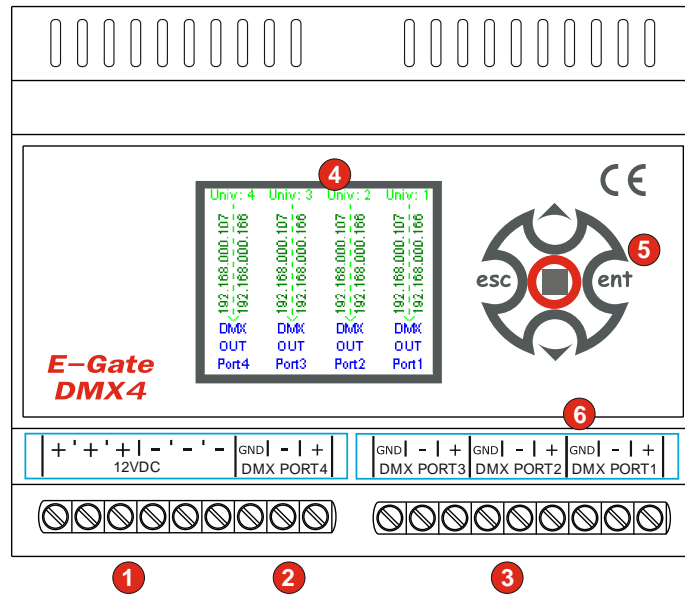 4
Univ: 4 Univ: 3 Univ: 2 Univ: 1
192.168.000.107 192.168.000.166 192.168.000.107 192.168.000.166 192.168.000.107 192.168.000.166 192.168.000.107 192.168.000.166
DMX DMX DMX DMX
OUT OUT OUT OUT
Port4 Port3 Port2 Port1
CE
5
esc ent
E-Gate
DMX4
6
+ + + - - - GND - + GND - + GND - + GND - +
12VDC DMX PORT4 DMX PORT3 DMX PORT2 DMX PORT1
1 2 3